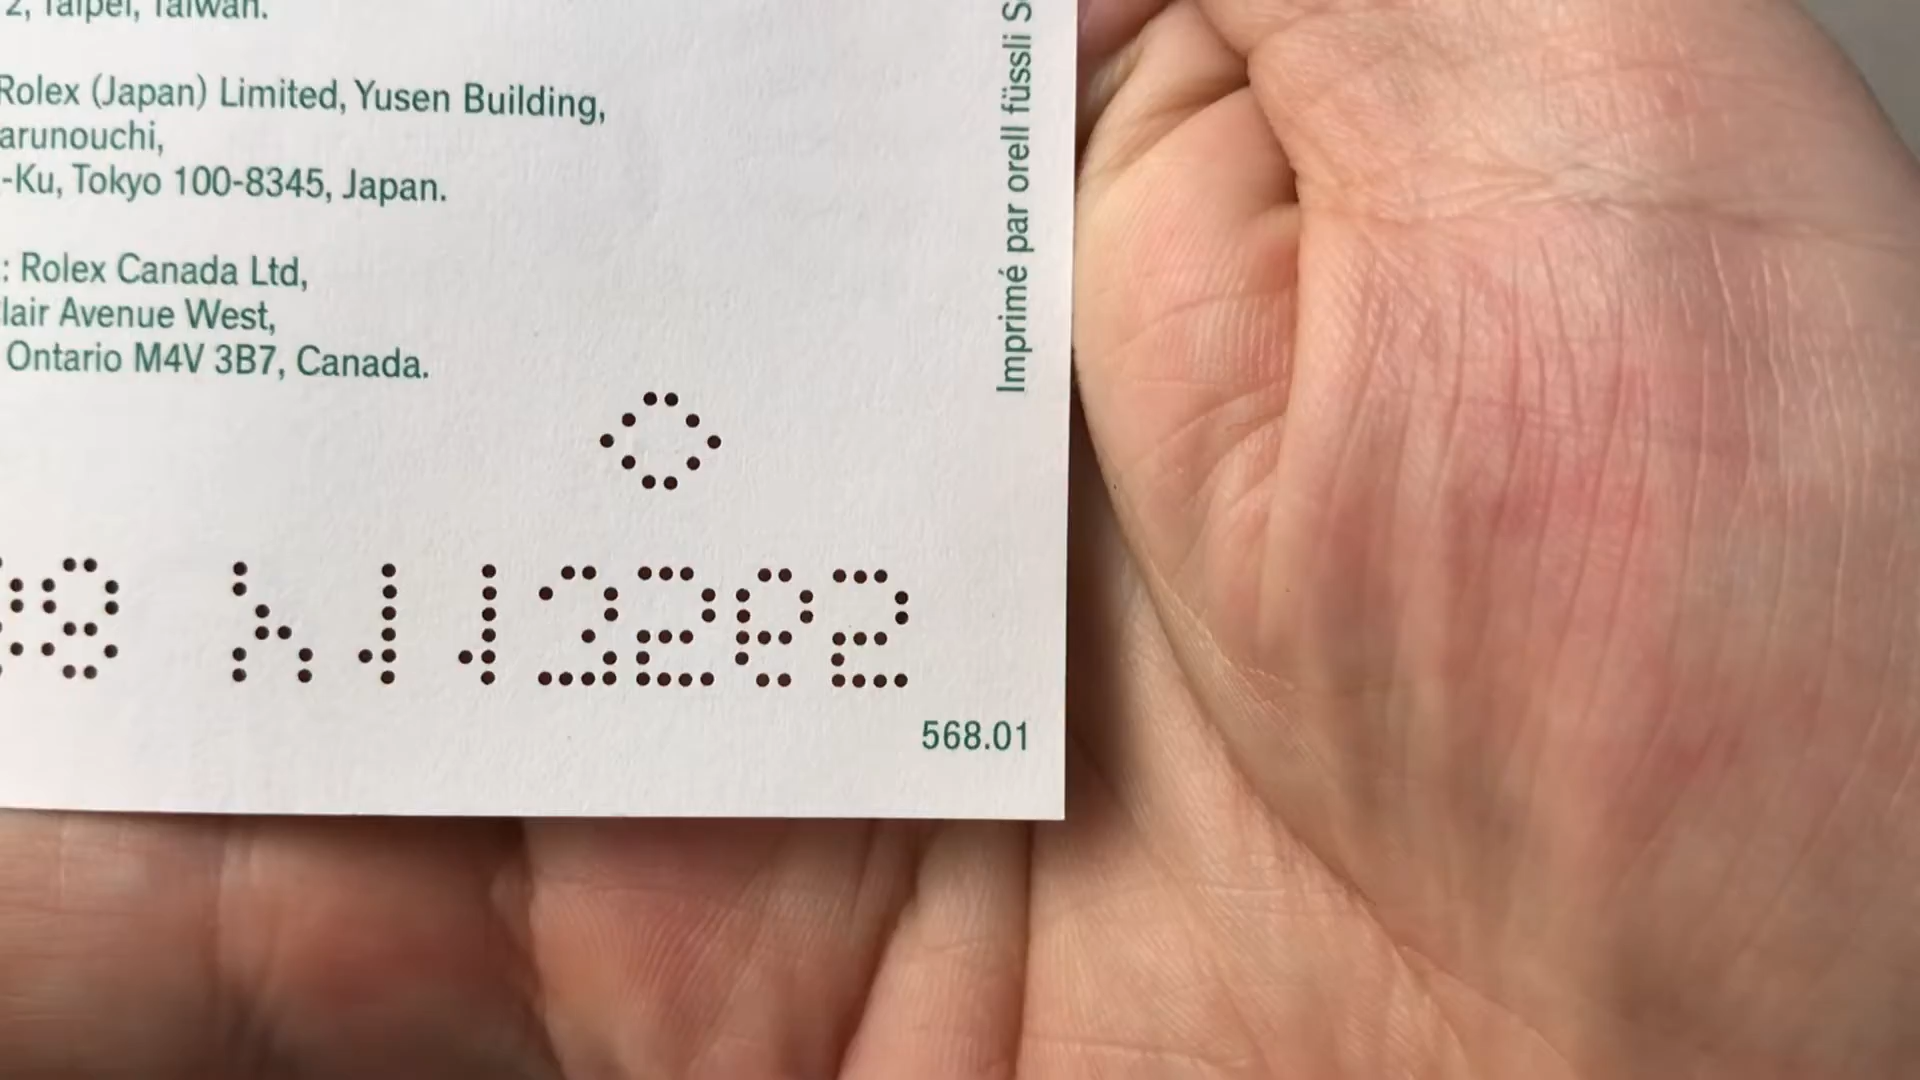 2, Taipei, Taiwan.
Rolex (Japan) Limited, Yusen Building,
arunouchi,
-Ku, Tokyo 100-8345, Japan.
: Rolex Canada Ltd,
lair Avenue West,
Ontario M4V 3B7, Canada.
Imprimé par orell füssli
568.01